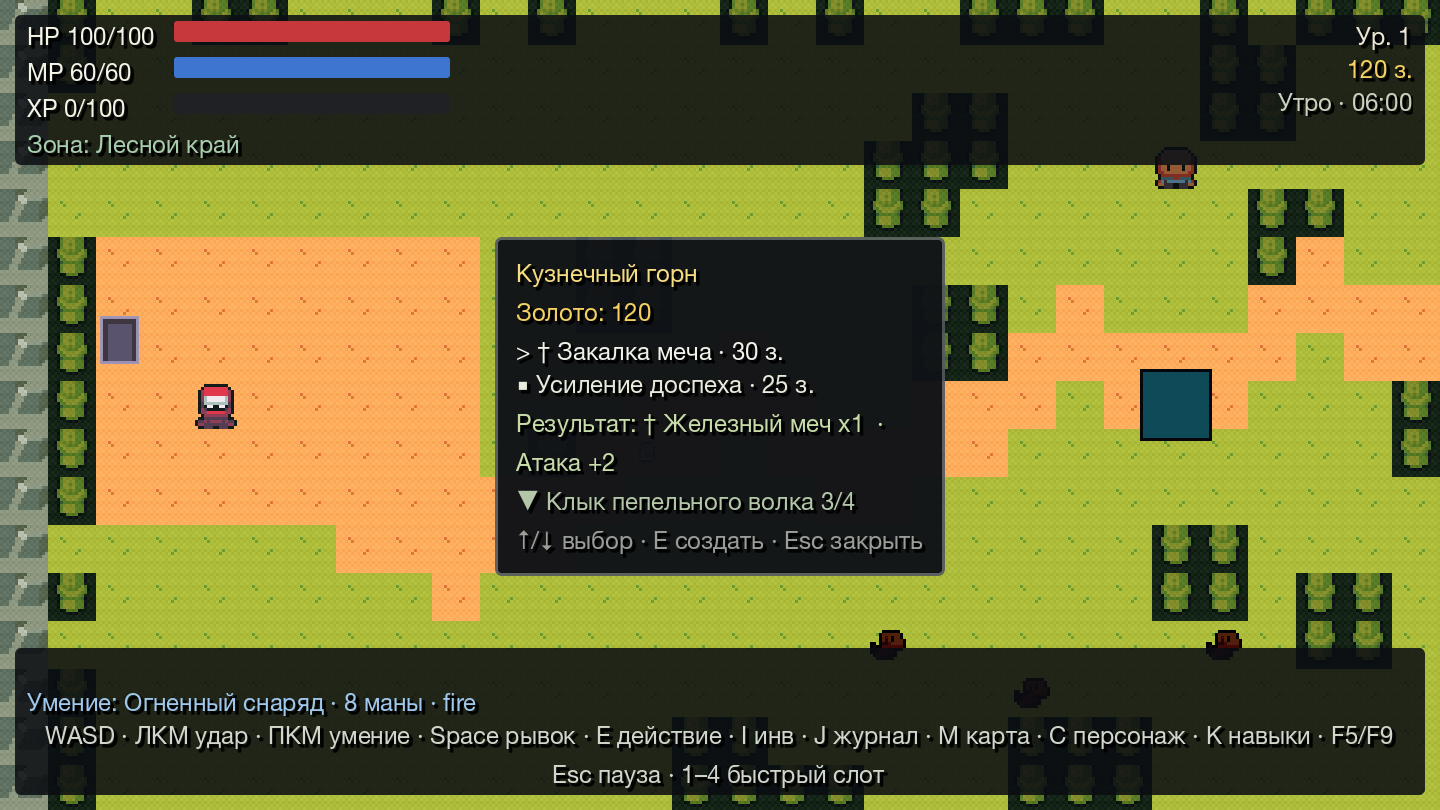 HP 100/100
MP 60/60
XP 0/100
Зона: Лесной край
Ур. 1
120 з.
Утро · 06:00
Кузнечный горн
Золото: 120
> † Закалка меча · 30 з.
▪ Усиление доспеха · 25 з.
Результат: † Железный меч x1 ·
Атака +2
▼ Клык пепельного волка 3/4
↑/↓ выбор · E создать · Esc закрыть
Умение: Огненный снаряд · 8 маны · fire
WASD · ЛКМ удар · ПКМ умение · Space рывок · E действие · I инв · J журнал · M карта · C персонаж · K навыки · F5/F9
Esc пауза · 1–4 быстрый слот